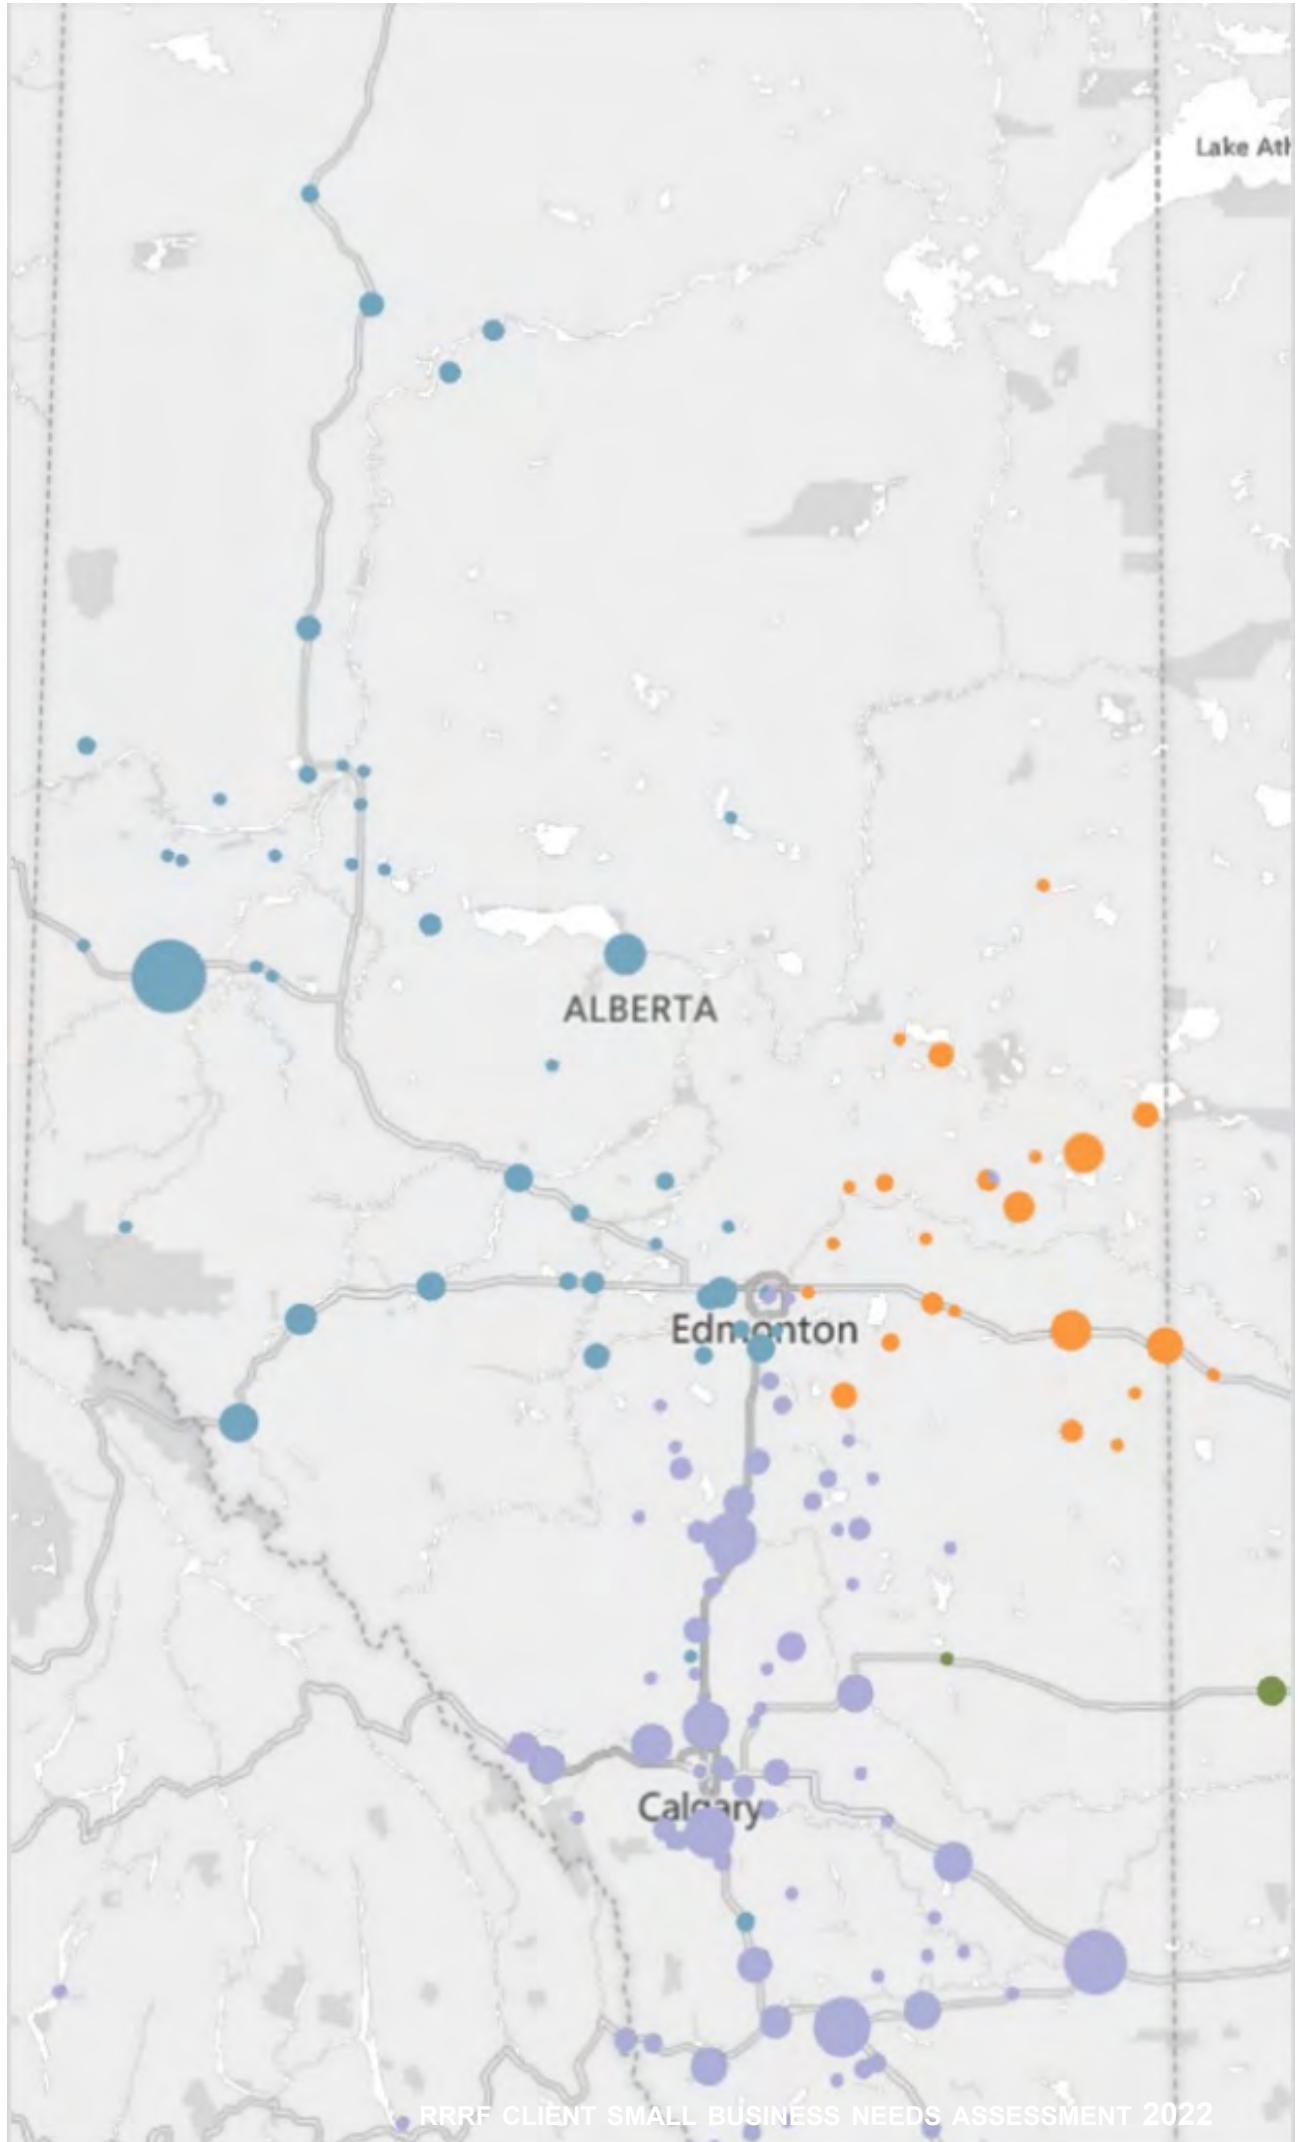 Lake Ath
ALBERTA
Edmonton
Calgary
RRRF CLIENT SMALL BUSINESS NEEDS ASSESSMENT 2022